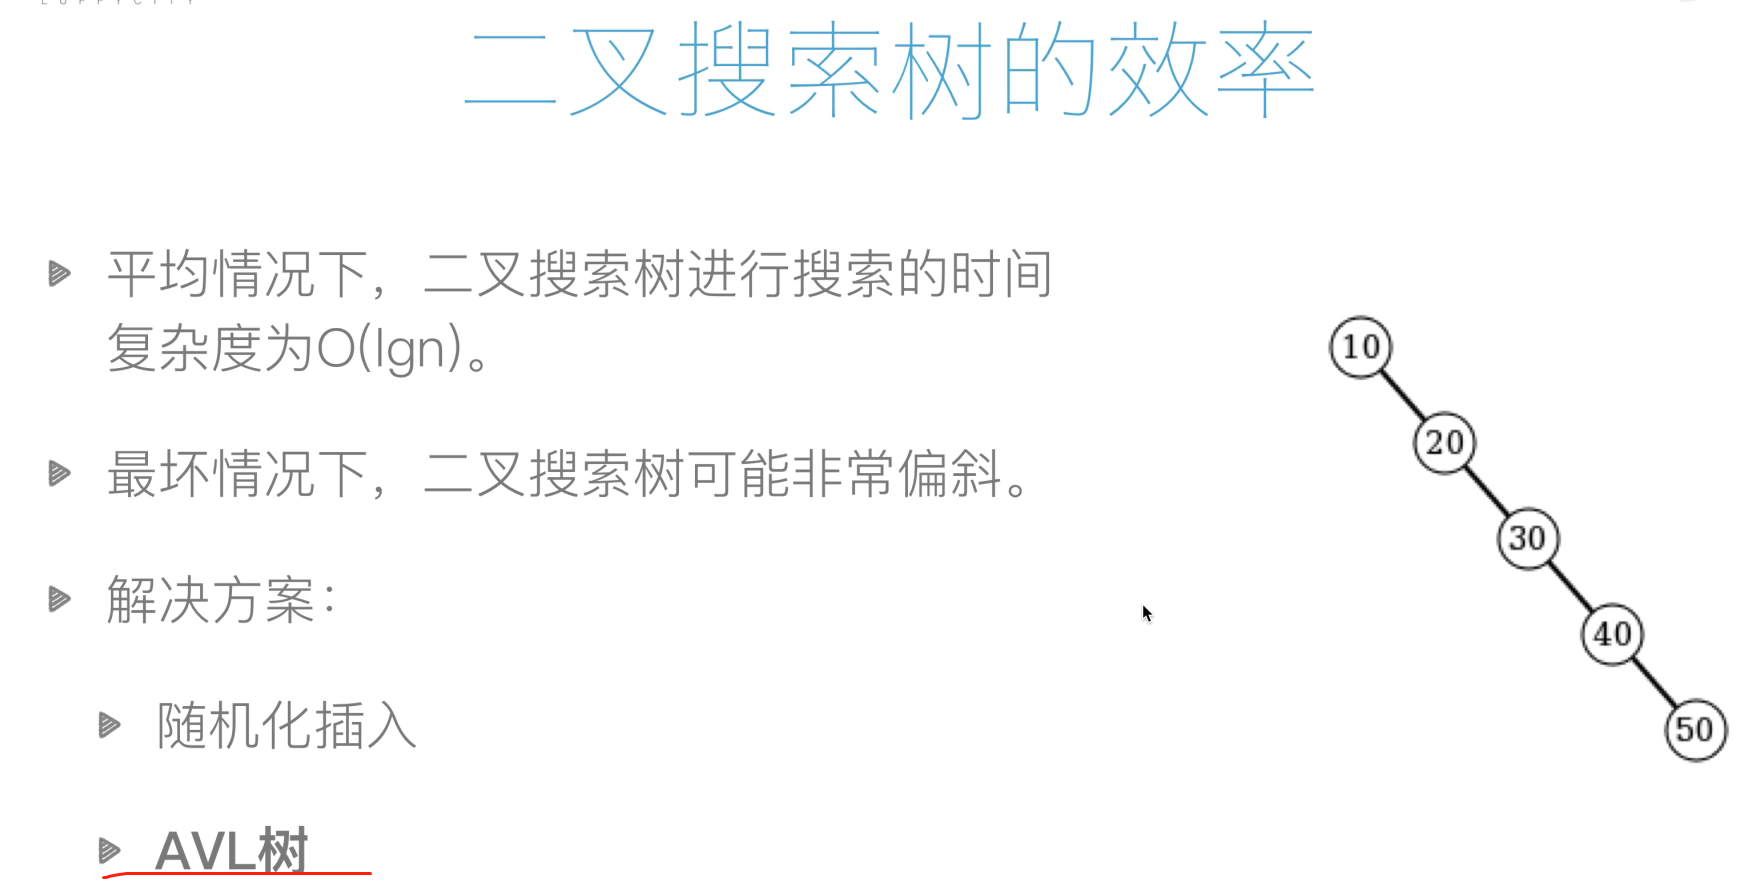 二叉搜索树的效率
平均情况下，二叉搜索树进行搜索的时间
复杂度为O(lgn)。
最坏情况下，二叉搜索树可能非常偏斜。
解决方案：
随机化插入
AVL树
10
20
30
40
50